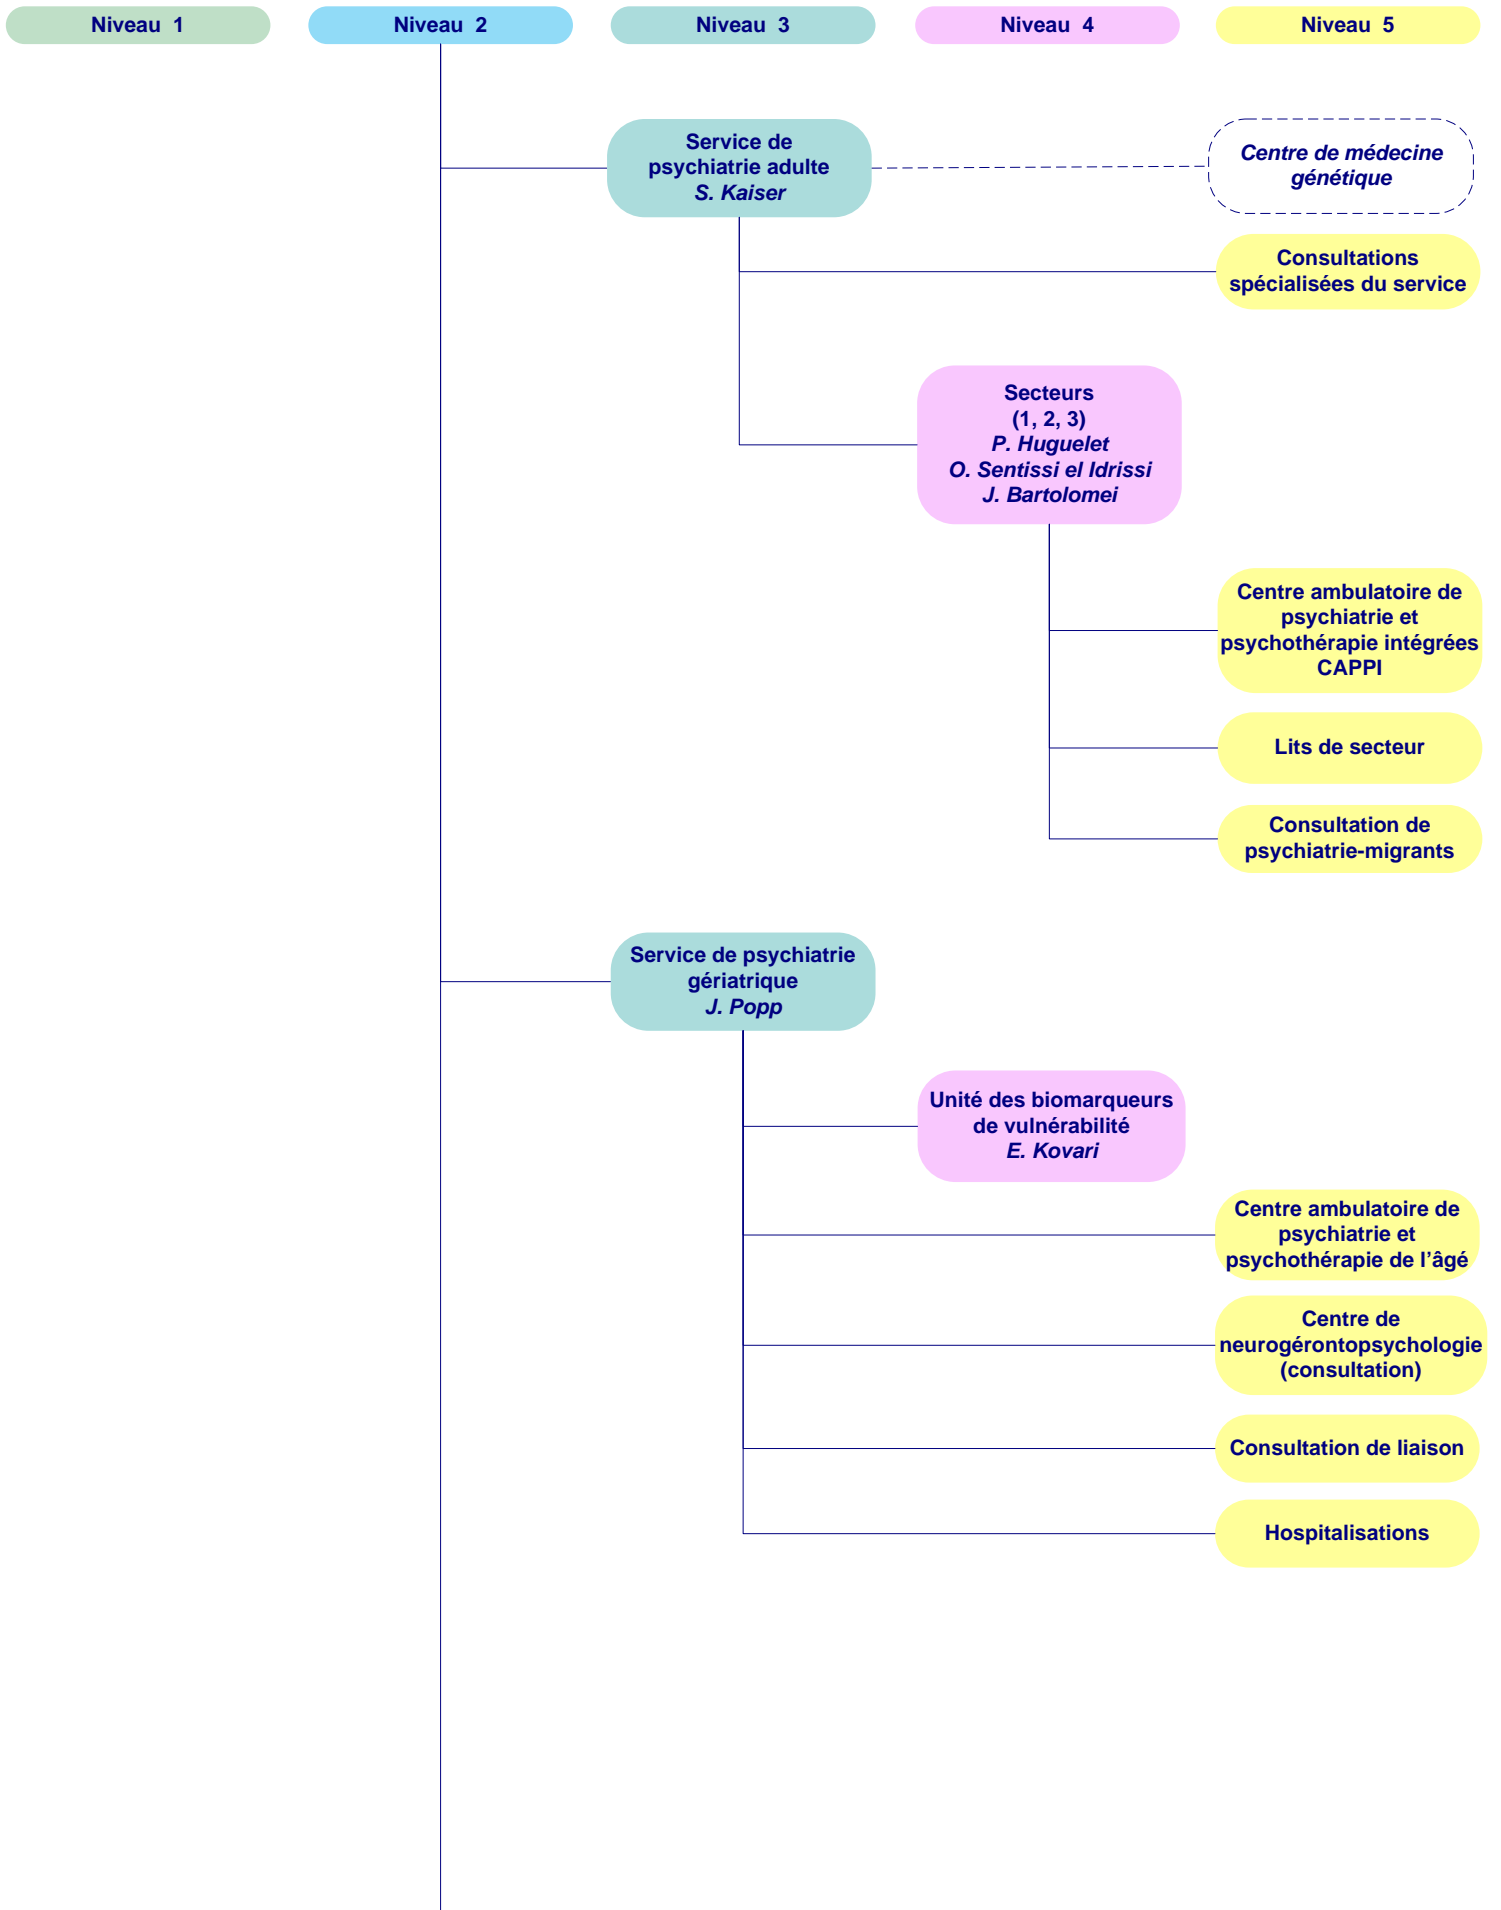 Niveau 1
Niveau 2
Niveau 3
Niveau 4
Niveau 5
Service de
psychiatrie adulte
S. Kaiser
Centre de médecine
génétique
Consultations
spécialisées du service
Secteurs
(1, 2, 3)
P. Huguelet
O. Sentissi el Idrissi
J. Bartolomei
Centre ambulatoire de
psychiatrie et
psychothérapie intégrées
CAPPI
Lits de secteur
Consultation de
psychiatrie-migrants
Service de psychiatrie
gériatrique
J. Popp
Unité des biomarqueurs
de vulnérabilité
E. Kovari
Centre ambulatoire de
psychiatrie et
psychothérapie de l’âgé
Centre de
neurogérontopsychologie
(consultation)
Consultation de liaison
Hospitalisations